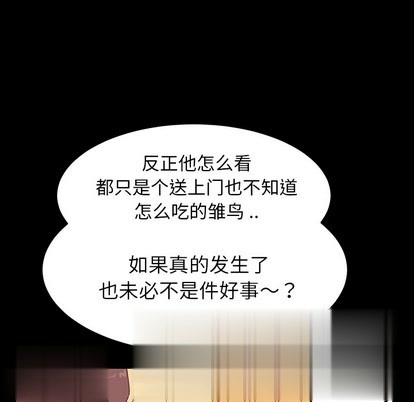 反正他怎么看
都只是个送上门也不知道
怎么吃的雏鸟..
如果真的发生了
也未必不是件好事～？